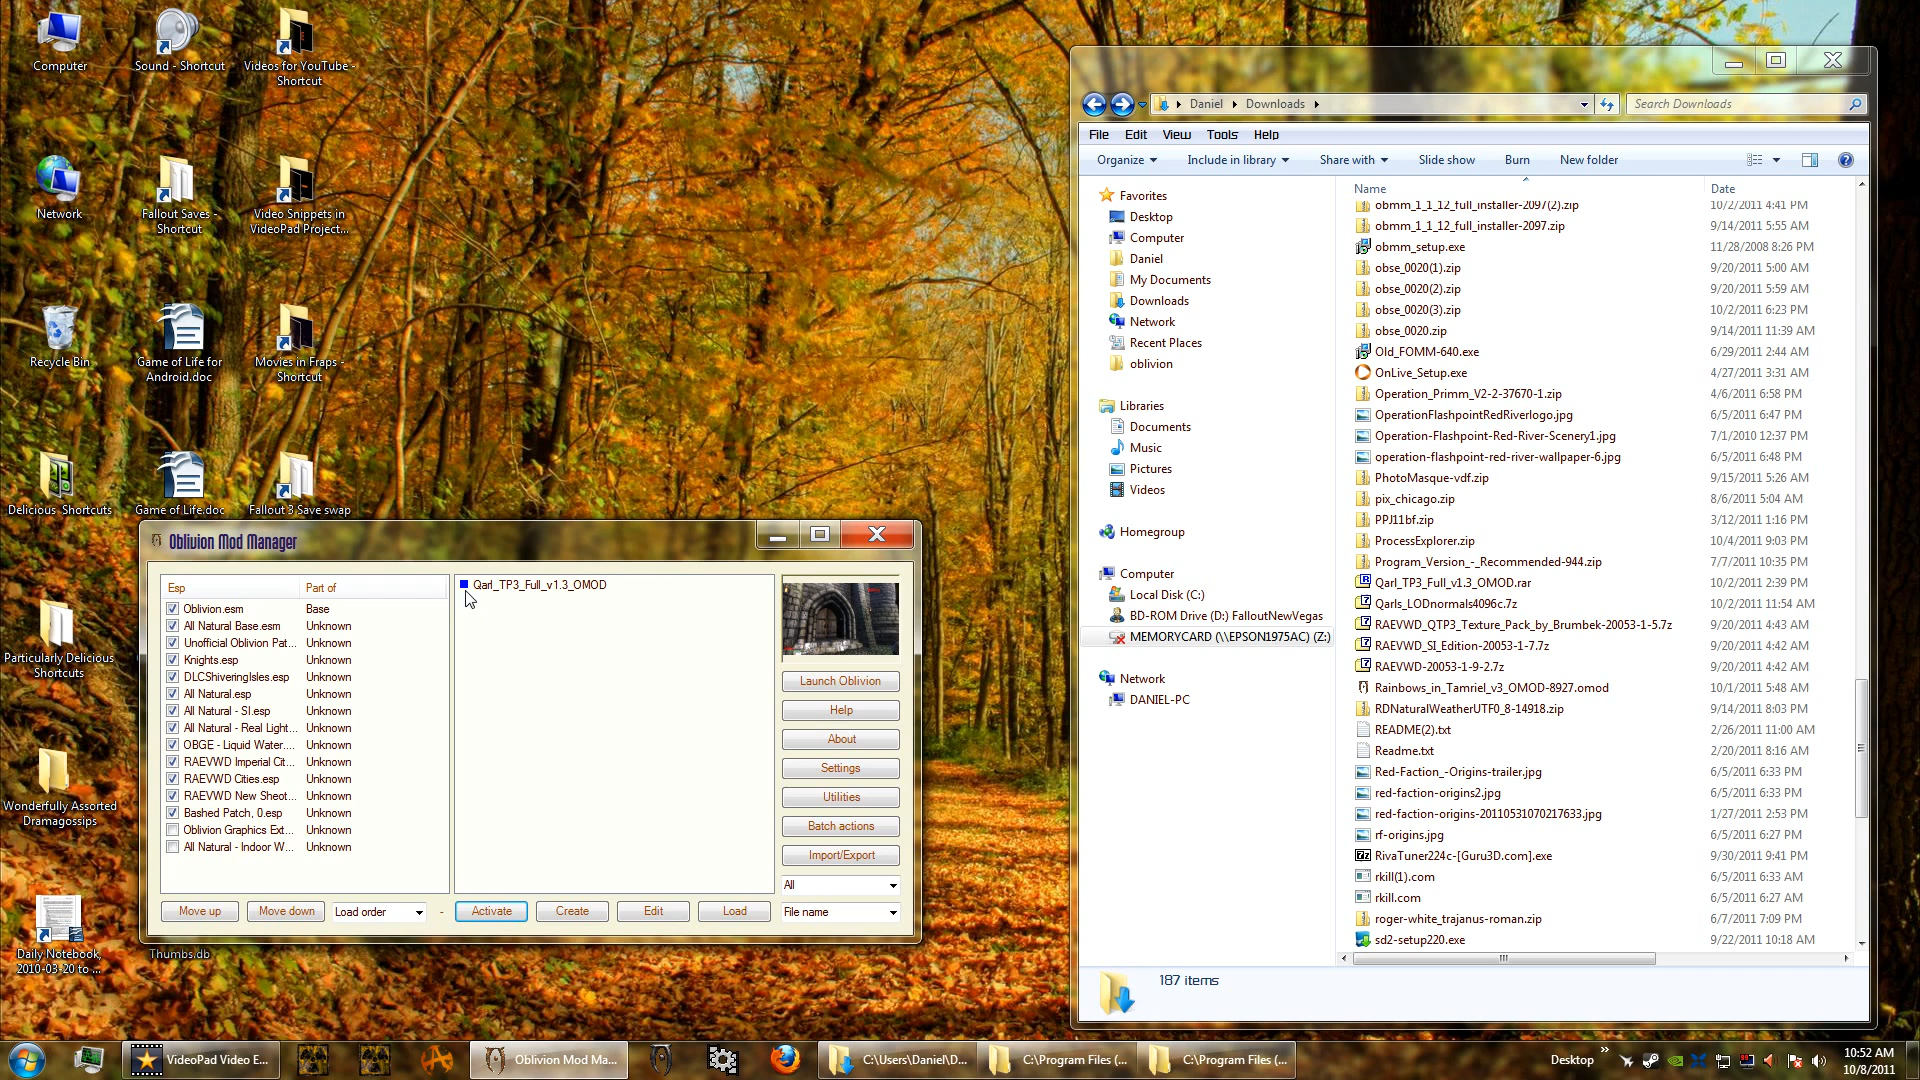 Computer
Sound - Shortcut
Videos for YouTube -
Shortcut
Network
Fallout Saves -
Shortcut
Video Snippets in
VideoPad Project...
Recycle Bin
Game of Life for
Android.doc
Movies in Fraps -
Shortcut
Delicious Shortcuts
Game of Life.doc
Fallout 3 Save swap
Particularly Delicious
Shortcuts
Wonderfully Assorted
Dramagossips
Daily Notebook,
2010-03-20 to ...
Thumbs.db
Oblivion Mod Manager
Esp Part of
Oblivion.esm Base
All Natural Base.esm Unknown
Unofficial Oblivion Pat... Unknown
Knights.esp Unknown
DLCShiveringIsles.esp Unknown
All Natural.esp Unknown
All Natural - SI.esp Unknown
All Natural - Real Light... Unknown
OBGE - Liquid Water.... Unknown
RAEVWD Imperial Cit... Unknown
RAEVWD Cities.esp Unknown
RAEVWD New Sheot... Unknown
Bashed Patch, 0.esp Unknown
Oblivion Graphics Ext... Unknown
All Natural - Indoor W... Unknown
Qarl_TP3_Full_v1.3_OMOD
Launch Oblivion
Help
About
Settings
Utilities
Batch actions
Import/Export
All
File name
Move up Move down Load order - Activate Create Edit Load
Daniel Downloads
Search Downloads
File Edit View Tools Help
Organize Include in library Share with Slide show Burn New folder
Favorites
Desktop
Computer
Daniel
My Documents
Downloads
Network
Recent Places
oblivion
Libraries
Documents
Music
Pictures
Videos
Homegroup
Computer
Local Disk (C:)
BD-ROM Drive (D:) FalloutNewVegas
MEMORYCARD (\\EPSON1975AC) (Z:)
Network
DANIEL-PC
Name Date
obmm_1_1_12_full_installer-2097(2).zip 10/2/2011 4:41 PM
obmm_1_1_12_full_installer-2097.zip 9/14/2011 5:55 AM
obmm_setup.exe 11/28/2008 8:26 PM
obse_0020(1).zip 9/20/2011 5:00 AM
obse_0020(2).zip 9/20/2011 5:59 AM
obse_0020(3).zip 10/2/2011 6:23 PM
obse_0020.zip 9/14/2011 11:39 AM
Old_FOMM-640.exe 6/29/2011 2:44 AM
OnLive_Setup.exe 4/27/2011 3:31 AM
Operation_Primm_V2-2-37670-1.zip 4/6/2011 6:58 PM
OperationFlashpointRedRiverlogo.jpg 6/5/2011 6:47 PM
Operation-Flashpoint-Red-River-Scenery1.jpg 7/1/2010 12:37 PM
operation-flashpoint-red-river-wallpaper-6.jpg 6/5/2011 6:48 PM
PhotoMasque-vdf.zip 9/15/2011 5:26 AM
pix_chicago.zip 8/6/2011 5:04 AM
PPJ11bf.zip 3/12/2011 1:16 PM
ProcessExplorer.zip 10/4/2011 9:03 PM
Program_Version_-_Recommended-944.zip 7/7/2011 10:35 PM
Qarl_TP3_Full_v1.3_OMOD.rar 10/2/2011 2:39 PM
Qarls_LODnormals4096c.7z 10/2/2011 11:54 AM
RAEVWD_QTP3_Texture_Pack_by_Brumbek-20053-1-5.7z 9/20/2011 4:43 AM
RAEVWD_SI_Edition-20053-1-7.7z 9/20/2011 4:42 AM
RAEVWD-20053-1-9-2.7z 9/20/2011 4:42 AM
Rainbows_in_Tamriel_v3_OMOD-8927.omod 10/1/2011 5:48 AM
RDNaturalWeatherUTF0_8-14918.zip 9/14/2011 8:03 PM
README(2).txt 2/26/2011 11:00 AM
Readme.txt 2/20/2011 8:16 AM
Red-Faction_-Origins-trailer.jpg 6/5/2011 6:33 PM
red-faction-origins2.jpg 6/5/2011 6:33 PM
red-faction-origins-20110531070217633.jpg 1/27/2011 2:53 PM
rf-origins.jpg 6/5/2011 6:27 PM
RivaTuner224c-[Guru3D.com].exe 9/30/2011 9:41 PM
rkill(1).com 6/5/2011 6:33 AM
rkill.com 6/5/2011 6:27 AM
roger-white_trajanus-roman.zip 6/7/2011 7:09 PM
sd2-setup220.exe 9/22/2011 10:18 AM
187 items
VideoPad Video E...
Oblivion Mod Ma...
C:\Users\Daniel\D...
C:\Program Files (...
C:\Program Files (...
Desktop
10:52 AM
10/8/2011